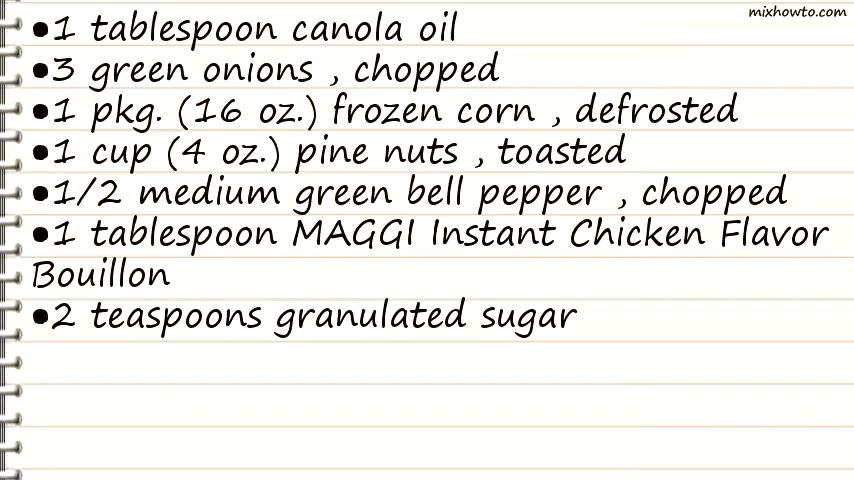 mixhowto.com
●1 tablespoon canola oil
●3 green onions , chopped
●1 pkg. (16 oz.) frozen corn , defrosted
●1 cup (4 oz.) pine nuts , toasted
●1/2 medium green bell pepper , chopped
●1 tablespoon MAGGI Instant Chicken Flavor
Bouillon
●2 teaspoons granulated sugar